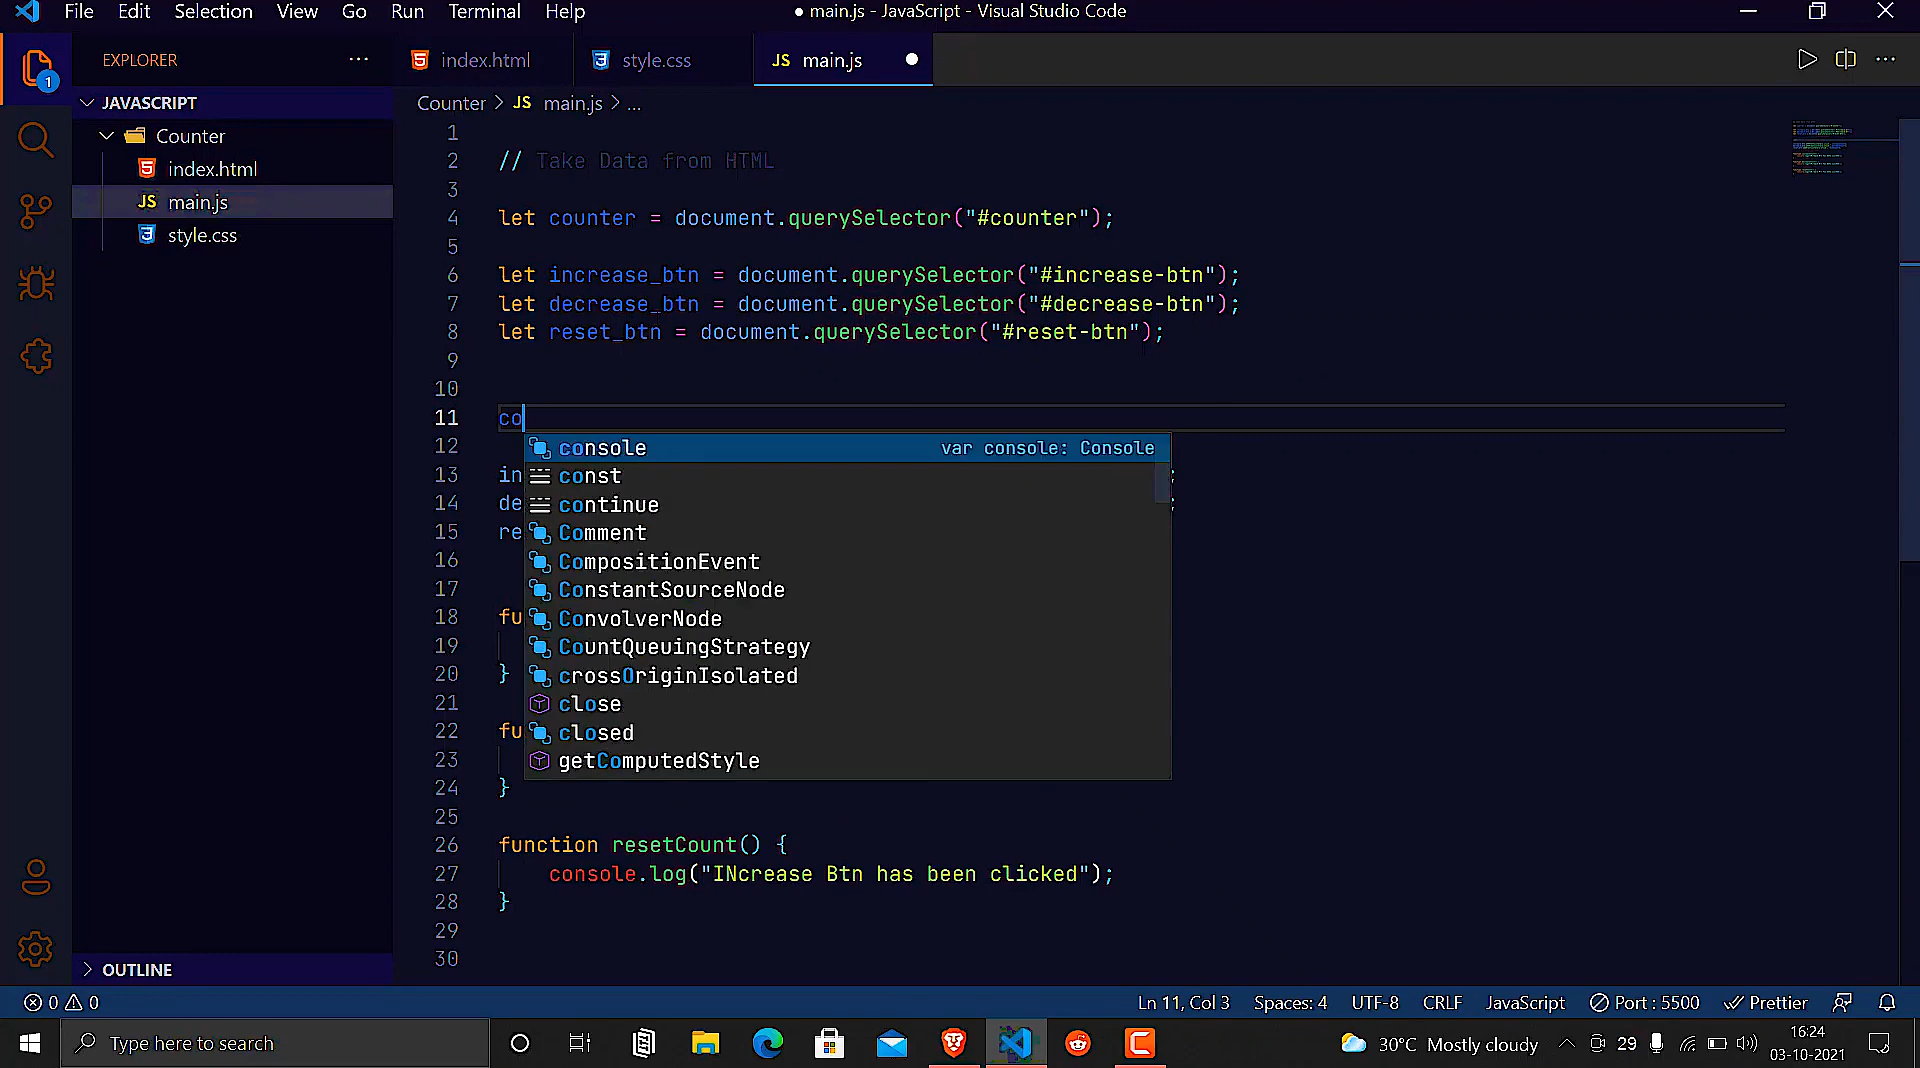 File Edit Selection View Go Run Terminal Help
● main.js - JavaScript - Visual Studio Code
EXPLORER ···
index.html
style.css
JS main.js
JAVASCRIPT
Counter
index.html
JS main.js
style.css
OUTLINE
Counter > JS main.js > ...
1
2 // Take Data from HTML
3
4 let counter = document.querySelector("#counter");
5
6 let increase_btn = document.querySelector("#increase-btn");
7 let decrease_btn = document.querySelector("#decrease-btn");
8 let reset_btn = document.querySelector("#reset-btn");
9
10
11 co
12
13 in ;
14 de ;
15 re
16
17
18 fu
19
20 }
21
22 fu
23
24 }
25
26 function resetCount() {
27 console.log("INcrease Btn has been clicked");
28 }
29
30
console var console: Console
const
continue
Comment
CompositionEvent
ConstantSourceNode
ConvolverNode
CountQueuingStrategy
crossOriginIsolated
close
closed
getComputedStyle
1
0 0
Ln 11, Col 3 Spaces: 4 UTF-8 CRLF JavaScript Port : 5500 Prettier
Type here to search
30°C Mostly cloudy
29
16:24
03-10-2021